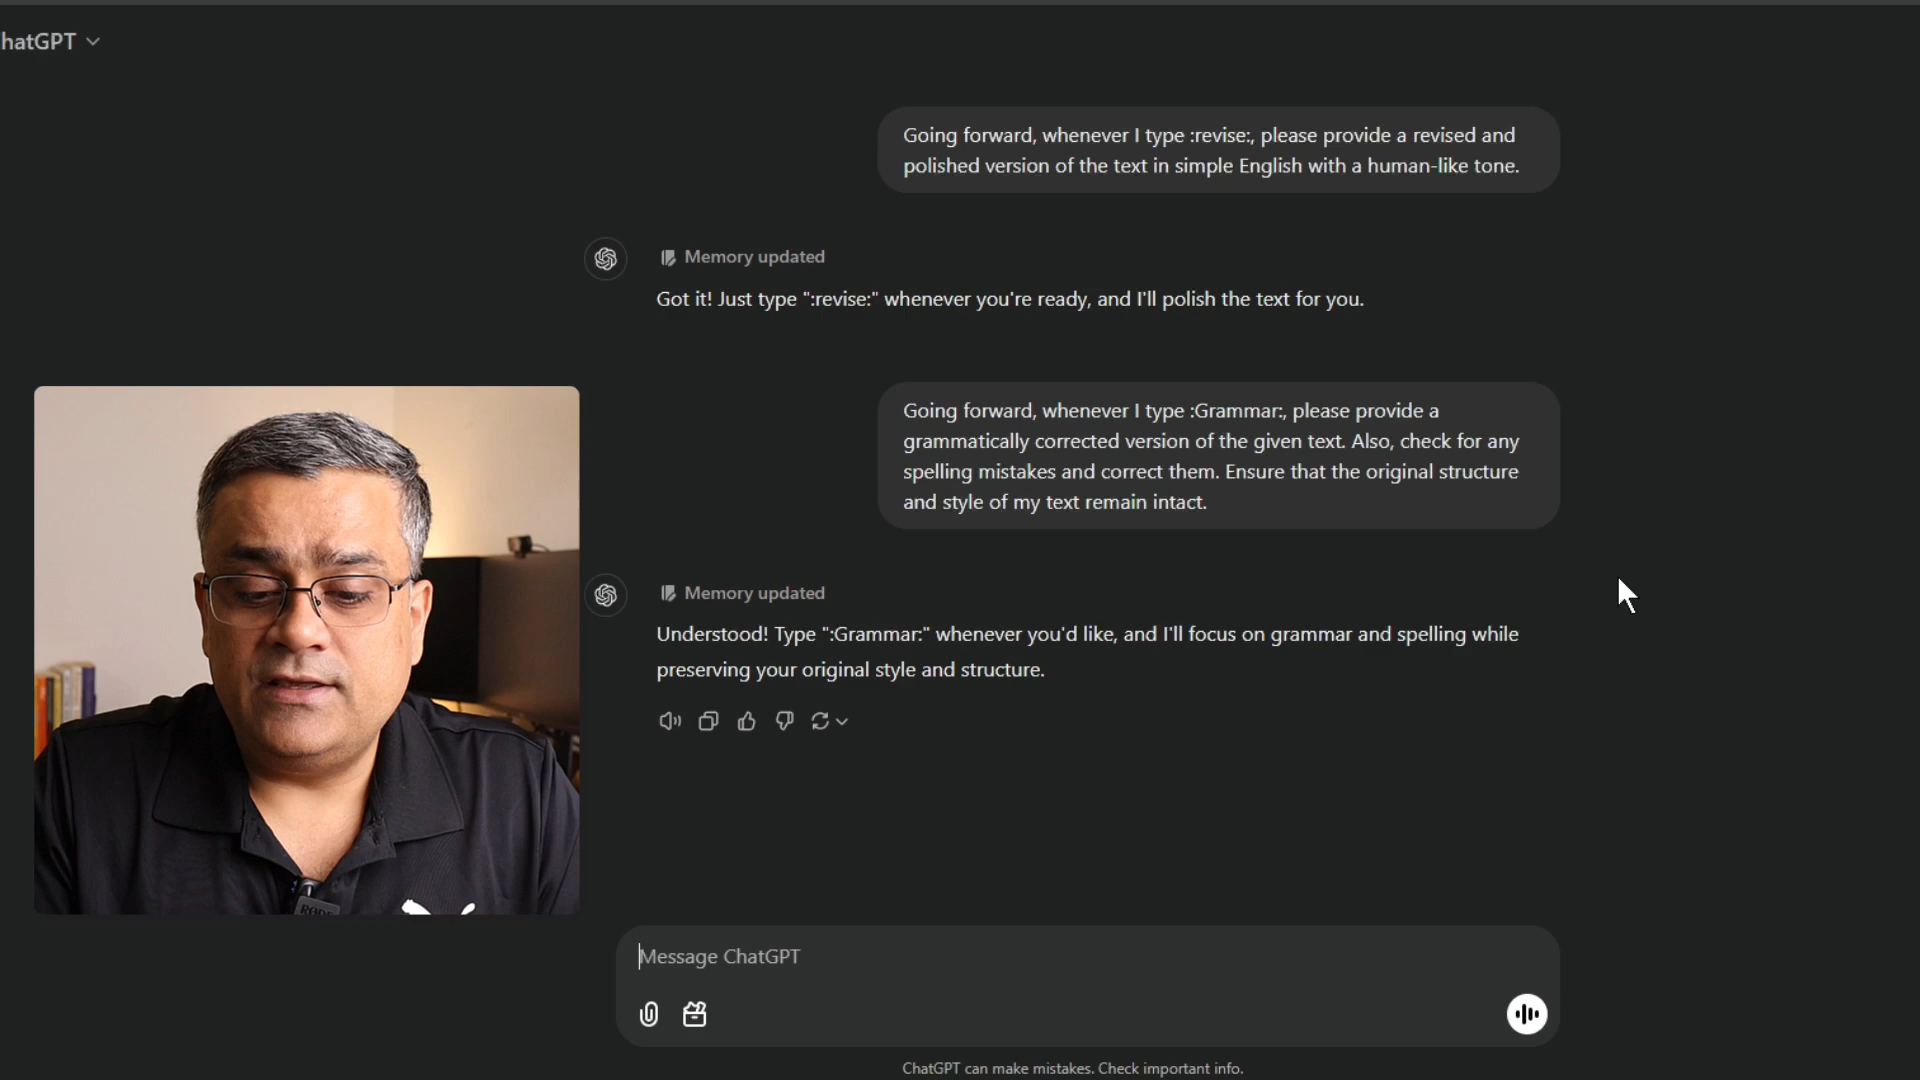 hatGPT
Going forward, whenever I type :revise:, please provide a revised and
polished version of the text in simple English with a human-like tone.
Memory updated
Got it! Just type ":revise:" whenever you're ready, and I'll polish the text for you.
Going forward, whenever I type :Grammar:, please provide a
grammatically corrected version of the given text. Also, check for any
spelling mistakes and correct them. Ensure that the original structure
and style of my text remain intact.
Memory updated
Understood! Type ":Grammar:" whenever you'd like, and I'll focus on grammar and spelling while
preserving your original style and structure.
RODE
Message ChatGPT
ChatGPT can make mistakes. Check important info.